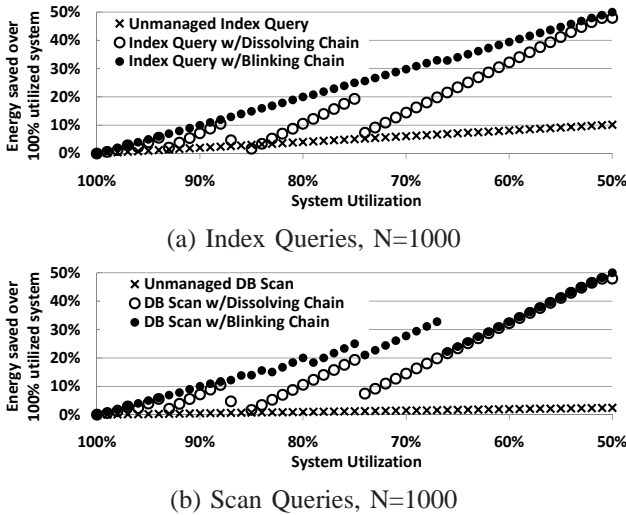 Energy saved over
100% utilized system
50%
40%
30%
20%
10%
0%
× Unmanaged Index Query
Index Query w/Dissolving Chain
Index Query w/Blinking Chain
100% 90% 80% 70% 60% 50%
System Utilization
(a) Index Queries, N=1000
Energy saved over
100% utilized system
50%
40%
30%
20%
10%
0%
× Unmanaged DB Scan
DB Scan w/Dissolving Chain
DB Scan w/Blinking Chain
100% 90% 80% 70% 60% 50%
System Utilization
(b) Scan Queries, N=1000